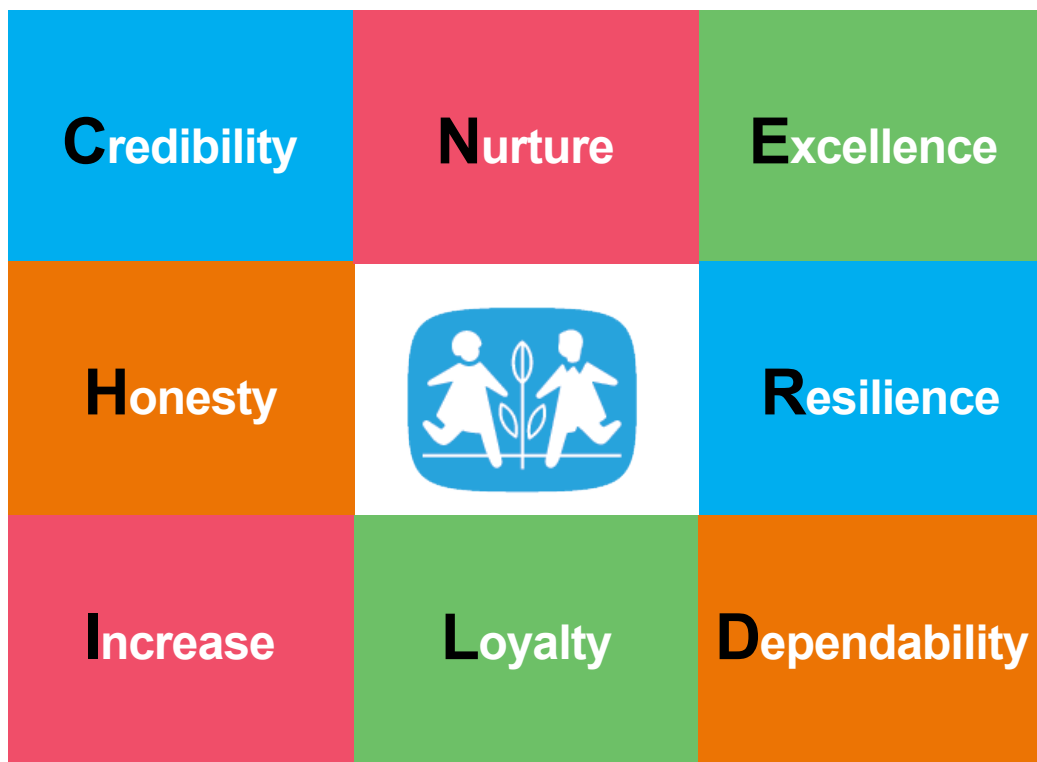 Credibility
Nurture
Excellence
Honesty
Resilience
Increase
Loyalty
Dependability